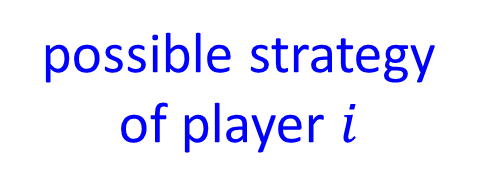 possible strategy
of player i